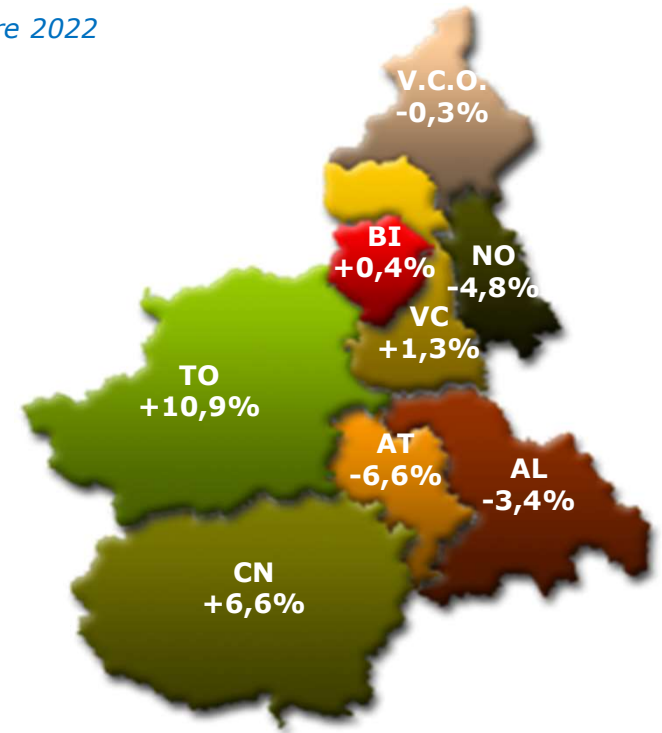 re 2022
V.C.O.
-0,3%
BI
+0,4%
NO
-4,8%
VC
+1,3%
TO
+10,9%
AT
-6,6%
AL
-3,4%
CN
+6,6%